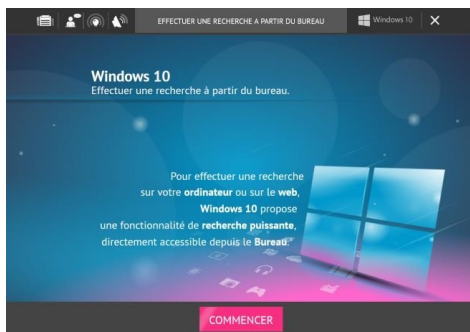 EFFECTUER UNE RECHERCHE A PARTIR DU BUREAU
Windows 10
Windows 10
Effectuer une recherche à partir du bureau.
Pour effectuer une recherche
sur votre ordinateur ou sur le web,
Windows 10 propose
une fonctionnalité de recherche puissante,
directement accessible depuis le Bureau.
COMMENCER